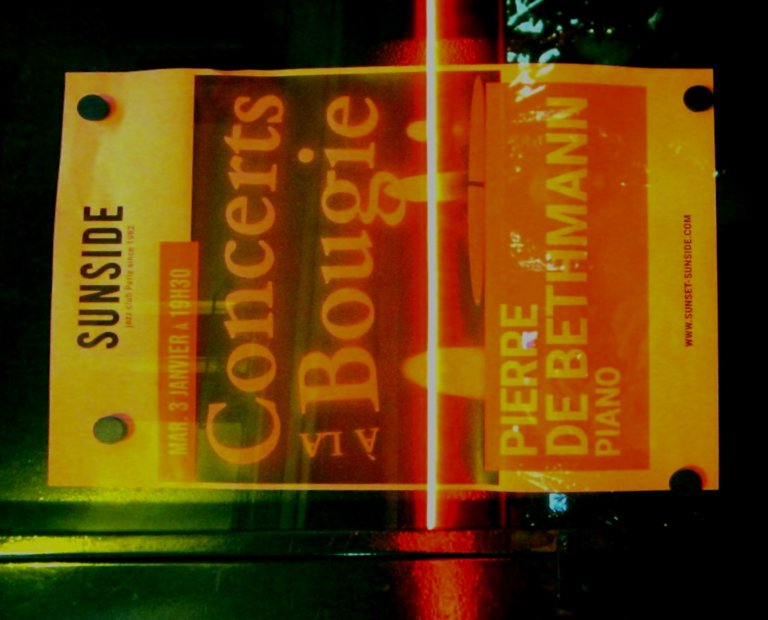 SUNSIDE
jazz club Paris since 1983
MAR. 3 JANVIER À 19H30
Concerts
À LA Bougie
PIERRE
DE BETHMANN
PIANO
WWW.SUNSET-SUNSIDE.COM